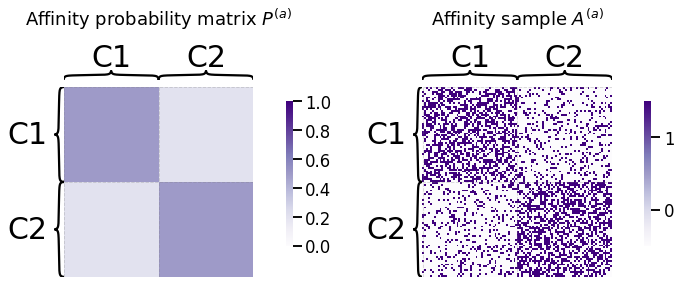 Affinity probability matrix P^(a)
C1 C2
C1
C2
1.0
0.8
0.6
0.4
0.2
0.0
Affinity sample A^(a)
C1 C2
C1
C2
1
0